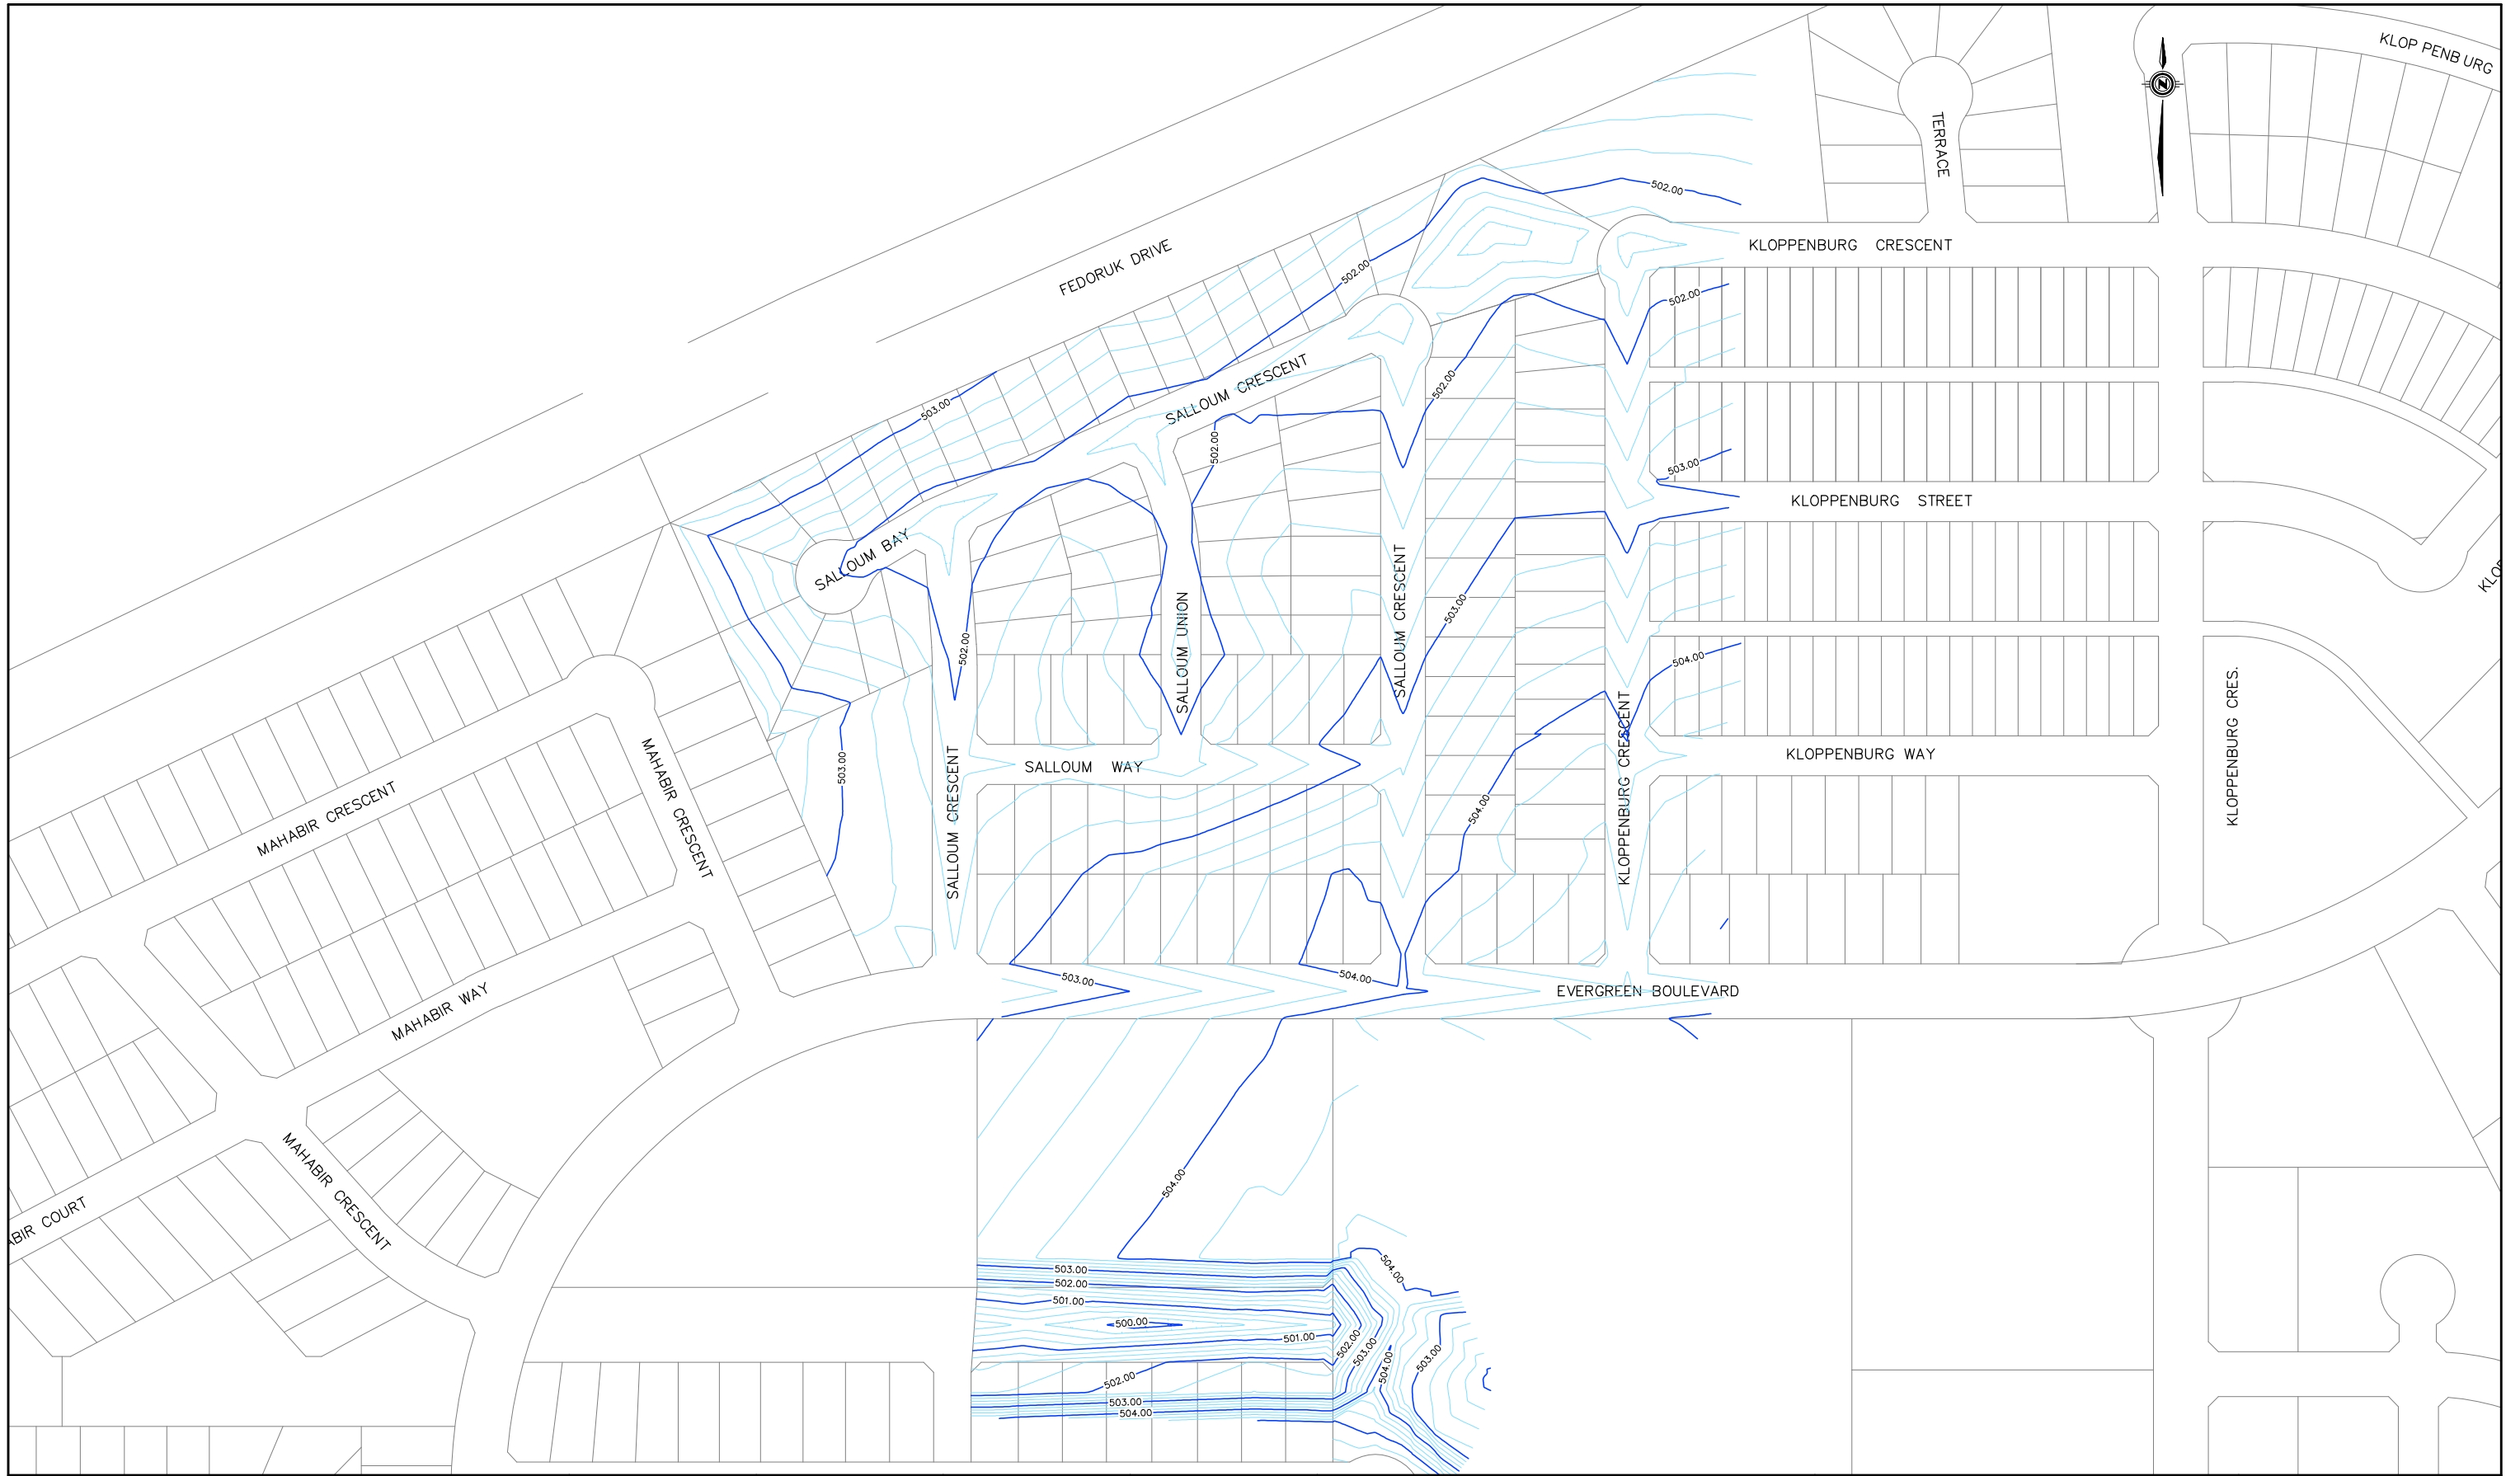 KLOPPENBURG
TERRACE
N
502.00
KLOPPENBURG CRESCENT
FEDORUK DRIVE
502.00
502.00
SALLOUM CRESCENT
502.00
503.00
502.00
503.00
KLOPPENBURG STREET
SALLOUM BAY
SALLOUM CRESCENT
503.00
SALLOUM UNION
502.00
504.00
KLOPPENBURG CRESCENT
KLOPPENBURG WAY
KLOPPENBURG CRES.
SALLOUM WAY
503.00
SALLOUM CRESCENT
MAHABIR CRESCENT
MAHABIR CRESCENT
504.00
503.00
504.00
EVERGREEN BOULEVARD
MAHABIR WAY
MAHABIR CRESCENT
ABIR COURT
504.00
503.00
502.00
501.00
500.00
501.00
504.00
502.00
503.00
504.00
503.00
502.00
503.00
504.00